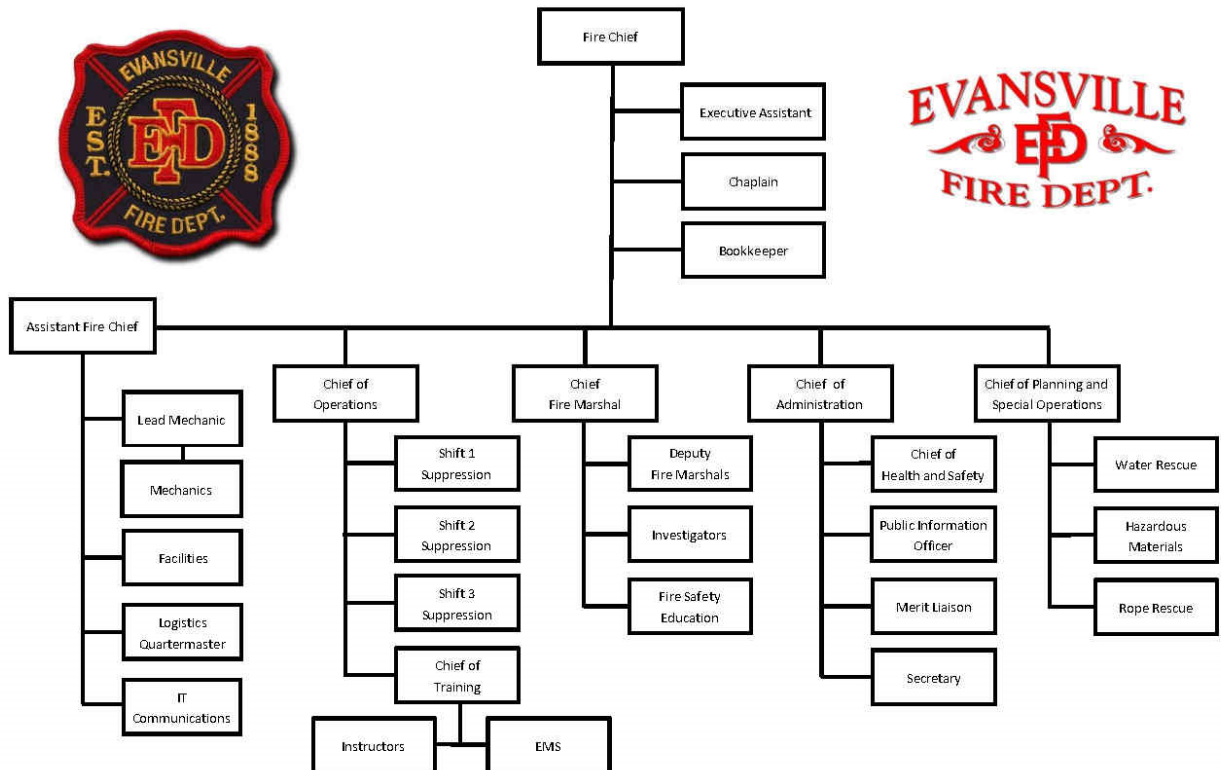 Fire Chief
EVANSVILLE
EST.
1888
EFD
FIRE DEPT.
EVANSVILLE
EFD
FIRE DEPT.
Executive Assistant
Chaplain
Bookkeeper
Assistant Fire Chief
Lead Mechanic
Mechanics
Facilities
Logistics
Quartermaster
IT
Communications
Chief of
Operations
Shift 1
Suppression
Shift 2
Suppression
Shift 3
Suppression
Chief of
Training
Instructors
EMS
Chief
Fire Marshal
Deputy
Fire Marshals
Investigators
Fire Safety
Education
Chief of
Administration
Chief of
Health and Safety
Public Information
Officer
Merit Liaison
Secretary
Chief of Planning and
Special Operations
Water Rescue
Hazardous
Materials
Rope Rescue